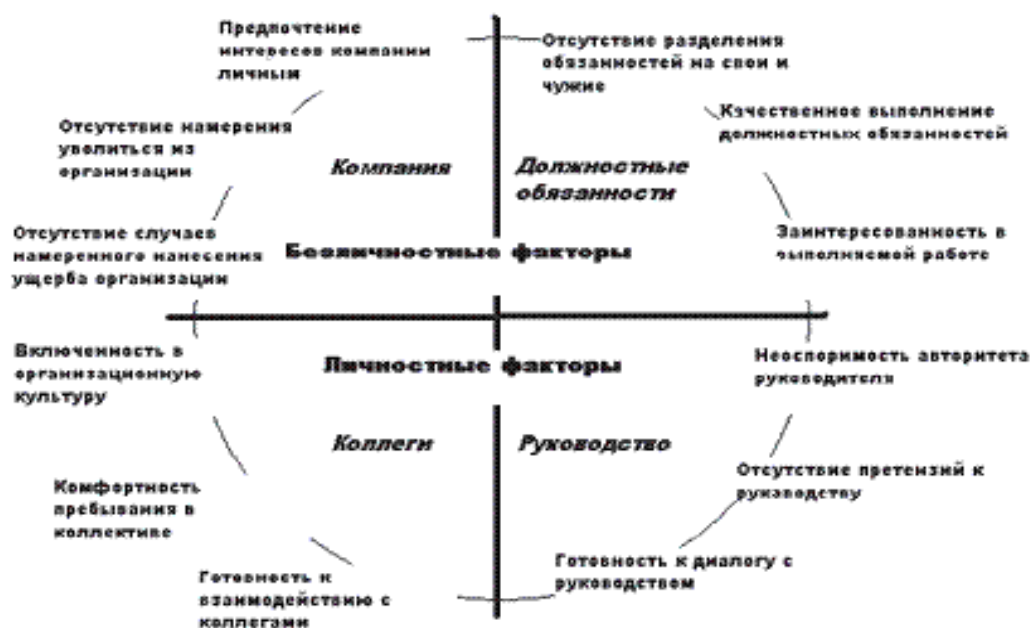 Предпочтение
интересов компании
личным
Отсутствие разделения
обязанностей на свои и
чужие
Отсутствие намерения
уволиться из
организации
Качественное выполнение
должностных обязанностей
Компания
Должностные
обязанности
Отсутствие случаев
намеренного нанесения
ущерба организации
Заинтересованность в
выполняемой работе
Безличностные факторы
Личностные факторы
Включенность в
организационную
культуру
Неоспоримость авторитета
руководителя
Коллеги
Руководство
Комфортность
пребывания в
коллективе
Отсутствие претензий к
руководству
Готовность к
взаимодействию с
коллегами
Готовность к диалогу с
руководством